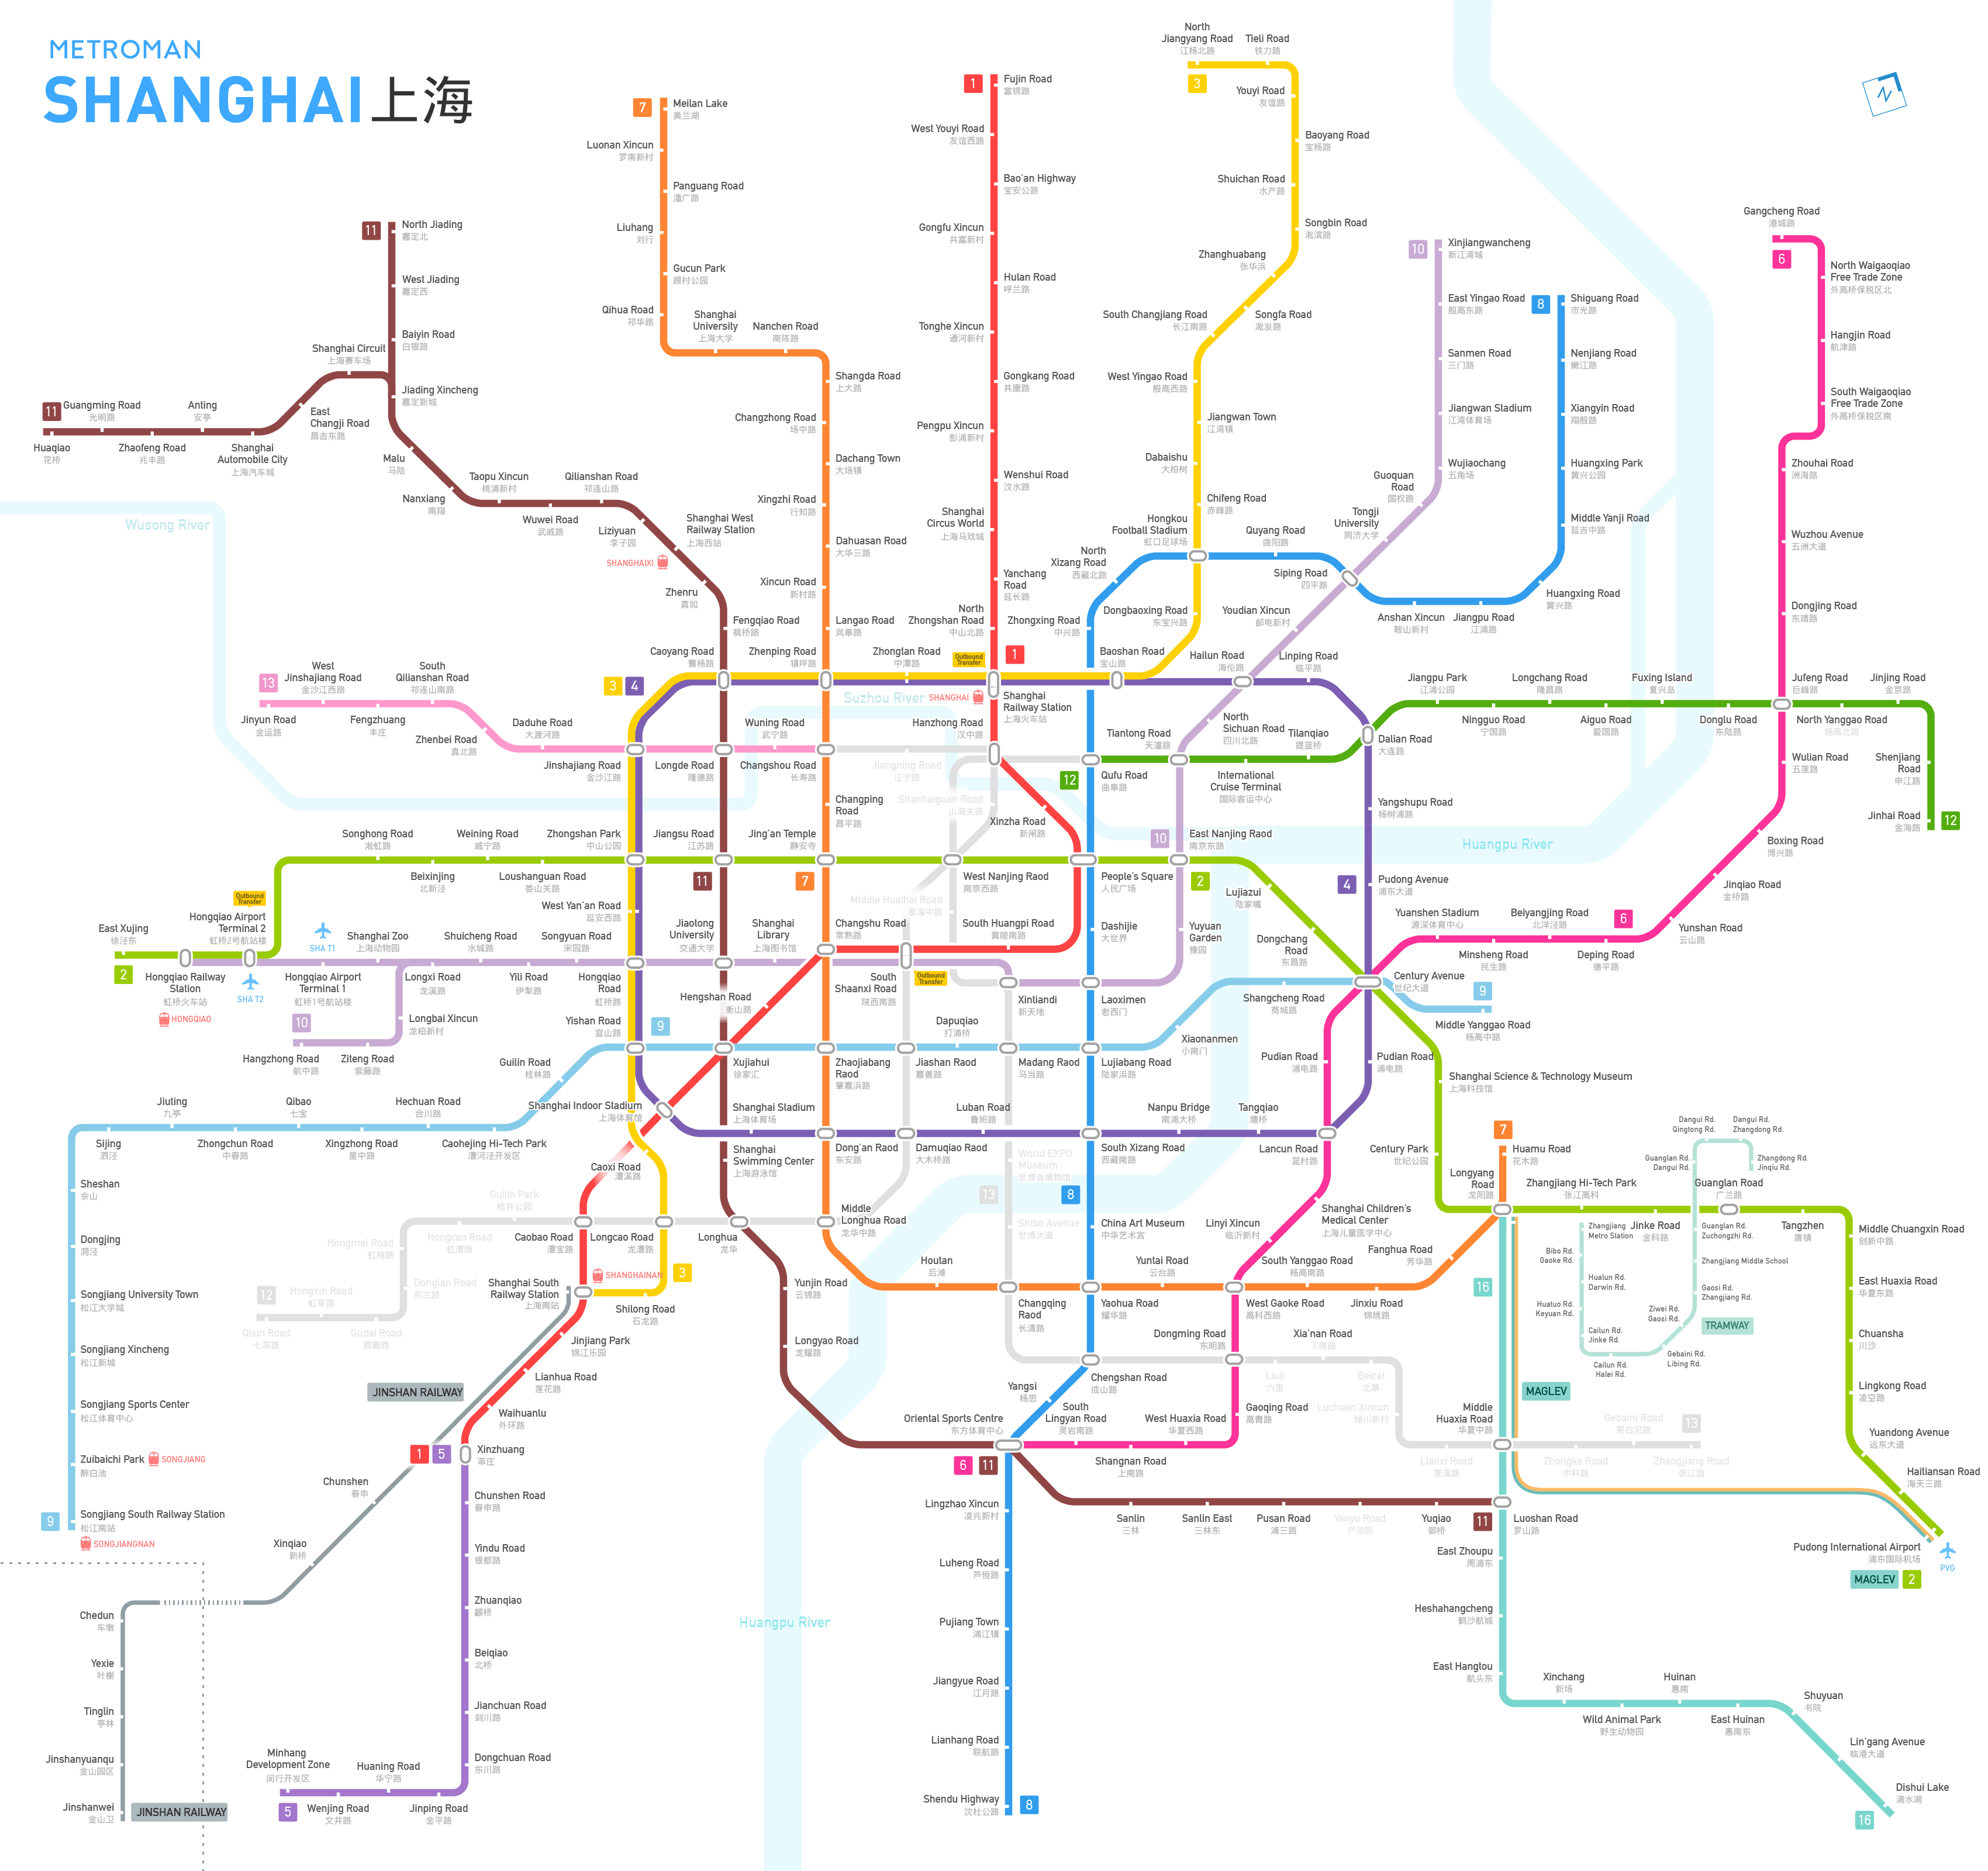 METROMAN
SHANGHAI上海
N
11
North Jiading
嘉定北
West Jiading
嘉定西
Baiyin Road
白银路
Shanghai Circuit
上海赛车场
Jiading Xincheng
嘉定新城
11
Guangming Road
光明路
Anting
安亭
East
Changji Road
昌吉东路
Huaqiao
花桥
Zhaofeng Road
兆丰路
Shanghai
Automobile City
上海汽车城
Malu
马陆
Nanxiang
南翔
Taopu Xincun
桃浦新村
Qilianshan Road
祁连山路
Wuwei Road
武威路
Liziyuan
李子园
Shanghai West
Railway Station
上海西站
SHANGHAIXI
Zhenru
真如
Fengqiao Road
枫桥路
Caoyang Road
曹杨路
7
Meilan Lake
美兰湖
Luonan Xincun
罗南新村
Panguang Road
潘广路
Liuhang
刘行
Gucun Park
顾村公园
Qihua Road
祁华路
Shanghai
University
上海大学
Nanchen Road
南陈路
Shangda Road
上大路
Changzhong Road
场中路
Dachang Town
大场镇
Xingzhi Road
行知路
Dahuasan Road
大华三路
Xincun Road
新村路
Langao Road
岚皋路
Zhenping Road
镇坪路
1
Fujin Road
富锦路
West Youyi Road
友谊西路
Bao'an Highway
宝安公路
Gongfu Xincun
共富新村
Hulan Road
呼兰路
Tonghe Xincun
通河新村
Gongkang Road
共康路
Pengpu Xincun
彭浦新村
Wenshui Road
汶水路
Shanghai
Circus World
上海马戏城
Yanchang
Road
延长路
North
Zhongshan Road
中山北路
Zhongtan Road
中潭路
Outbound
Transfer
1
SHANGHAI
Shanghai
Railway Station
上海火车站
North
Jiangyang Road
江杨北路
Tieli Road
铁力路
3
Youyi Road
友谊路
Baoyang Road
宝杨路
Shuichan Road
水产路
Songbin Road
淞滨路
Zhanghuabang
张华浜
Songfa Road
淞发路
South Changjiang Road
长江南路
West Yingao Road
殷高西路
Jiangwan Town
江湾镇
Dabaishu
大柏树
Chifeng Road
赤峰路
Hongkou
Football Stadium
虹口足球场
Dongbaoxing Road
东宝兴路
Baoshan Road
宝山路
North
Xizang Road
西藏北路
Zhongxing Road
中兴路
10
Xinjiangwancheng
新江湾城
East Yingao Road
殷高东路
Sanmen Road
三门路
Jiangwan Stadium
江湾体育场
Wujiaochang
五角场
Guoquan
Road
国权路
Tongji
University
同济大学
Quyang Road
曲阳路
Siping Road
四平路
Youdian Xincun
邮电新村
Hailun Road
海伦路
Linping Road
临平路
8
Shiguang Road
市光路
Nenjiang Road
嫩江路
Xiangyin Road
翔殷路
Huangxing Park
黄兴公园
Middle Yanji Road
延吉中路
Huangxing Road
黄兴路
Anshan Xincun
鞍山新村
Jiangpu Road
江浦路
Gangcheng Road
港城路
6
North Waigaoqiao
Free Trade Zone
外高桥保税区北
Hangjin Road
航津路
South Waigaoqiao
Free Trade Zone
外高桥保税区南
Zhouhai Road
洲海路
Wuzhou Avenue
五洲大道
Dongjing Road
东靖路
Jufeng Road
巨峰路
Wulian Road
五莲路
Boxing Road
博兴路
Jinqiao Road
金桥路
Yunshan Road
云山路
6
Deping Road
德平路
Beiyangjing Road
北洋泾路
Minsheng Road
民生路
Yuanshen Stadium
源深体育中心
Wusong River
Suzhou River
Huangpu River
Huangpu River
13
West
Jinshajiang Road
金沙江西路
South
Qilianshan Road
祁连山南路
Jinyun Road
金运路
Fengzhuang
丰庄
Zhenbei Road
真北路
Daduhe Road
大渡河路
Jinshajiang Road
金沙江路
Longde Road
隆德路
Wuning Road
武宁路
Changshou Road
长寿路
3
4
Jiangning Road
江宁路
Hanzhong Road
汉中路
Shanhaiguan Road
山海关路
Xinzha Road
新闸路
Changping
Road
昌平路
Tiantong Road
天潼路
12
Qufu Road
曲阜路
North
Sichuan Road
四川北路
International
Cruise Terminal
国际客运中心
Tilanqiao
提篮桥
Dalian Road
大连路
Jiangpu Park
江浦公园
Ningguo Road
宁国路
Longchang Road
隆昌路
Aiguo Road
爱国路
Fuxing Island
复兴岛
Donglu Road
东陆路
North Yanggao Road
杨高北路
Jinjing Road
金京路
Shenjiang
Road
申江路
Jinhai Road
金海路
12
Yangshupu Road
杨树浦路
4
Pudong Avenue
浦东大道
Songhong Road
淞虹路
Beixinjing
北新泾
Weining Road
威宁路
Loushanguan Road
娄山关路
Zhongshan Park
中山公园
Jiangsu Road
江苏路
11
Jing'an Temple
静安寺
7
West Nanjing Raod
南京西路
People's Square
人民广场
10
East Nanjing Raod
南京东路
2
Lujiazui
陆家嘴
Dongchang
Road
东昌路
Century Avenue
世纪大道
9
Middle Yanggao Road
杨高中路
Shangcheng Road
商城路
Xiaonanmen
小南门
East Xujing
徐泾东
2
Outbound
Transfer
Hongqiao Airport
Terminal 2
虹桥2号航站楼
Hongqiao Railway
Station
虹桥火车站
HONGQIAO
SHA T2
SHA T1
Hongqiao Airport
Terminal 1
虹桥1号航站楼
Shanghai Zoo
上海动物园
Longxi Road
龙溪路
Shuicheng Road
水城路
Yili Road
伊犁路
Songyuan Road
宋园路
Hongqiao
Road
虹桥路
West Yan'an Road
延安西路
Jiaotong
University
交通大学
Shanghai
Library
上海图书馆
Changshu Road
常熟路
Middle Huaihai Road
淮海中路
South Huangpi Road
黄陂南路
South
Shaanxi Raod
陕西南路
Outbound
Transfer
Dashijie
大世界
Yuyuan
Garden
豫园
Xintiandi
新天地
Laoximen
老西门
10
Hangzhong Road
航中路
Ziteng Road
紫藤路
Longbai Xincun
龙柏新村
Hengshan Road
衡山路
Yishan Road
宜山路
9
Guilin Road
桂林路
Xujiahui
徐家汇
Zhaojiabang
Raod
肇嘉浜路
Jiashan Raod
嘉善路
Dapuqiao
打浦桥
Madang Raod
马当路
Lujiabang Road
陆家浜路
Pudian Road
浦电路
Pudian Road
浦电路
Jiuting
九亭
Sijing
泗泾
Zhongchun Road
中春路
Qibao
七宝
Xingzhong Road
星中路
Hechuan Road
合川路
Caohejing Hi-Tech Park
漕河泾开发区
Sheshan
佘山
Dongjing
洞泾
Songjiang University Town
松江大学城
Songjiang Xincheng
松江新城
Songjiang Sports Center
松江体育中心
Zuibaichi Park
醉白池
SONGJIANG
9
Songjiang South Railway Station
松江南站
SONGJIANGNAN
Shanghai Indoor Stadium
上海体育馆
Shanghai Stadium
上海体育场
Shanghai
Swimming Center
上海游泳馆
Dong'an Raod
东安路
Damuqiao Raod
大木桥路
Luban Road
鲁班路
South Xizang Road
西藏南路
Nanpu Bridge
南浦大桥
Tangqiao
塘桥
Lancun Road
蓝村路
Caoxi Road
漕溪路
Guilin Park
桂林公园
Hongcao Road
虹漕路
Hongmei Road
虹梅路
Donglan Road
东兰路
12
Hongxin Road
虹莘路
Qixin Road
七莘路
Gudai Road
顾戴路
Caobao Road
漕宝路
Longcao Road
龙漕路
Longhua
龙华
Middle
Longhua Road
龙华中路
SHANGHAINAN
Shanghai South
Railway Station
上海南站
3
Shilong Road
石龙路
Jinjiang Park
锦江乐园
Lianhua Road
莲花路
Waihuanlu
外环路
1
5
Xinzhuang
莘庄
JINSHAN RAILWAY
Chunshen
春申
Xinqiao
新桥
Chedun
车墩
Yexie
叶榭
Tinglin
亭林
Jinshanyuanqu
金山园区
Jinshanwei
金山卫
JINSHAN RAILWAY
Chunshen Road
春申路
Yindu Road
银都路
Zhuanqiao
颛桥
Beiqiao
北桥
Jianchuan Road
剑川路
Dongchuan Road
东川路
Jinping Road
金平路
Huaning Road
华宁路
Wenjing Road
文井路
Minhang
Development Zone
闵行开发区
5
Yunjin Road
云锦路
Longyao Road
龙耀路
World EXPO
Museum
世博会博物馆
13
8
Shibo Avenue
世博大道
China Art Museum
中华艺术宫
Houtan
后滩
Changqing
Raod
长清路
Yaohua Road
耀华路
Yuntai Road
云台路
Linyi Xincun
临沂新村
Shanghai Children's
Medical Center
上海儿童医学中心
South Yanggao Road
杨高南路
West Gaoke Road
高科西路
Jinxiu Road
锦绣路
Fanghua Road
芳华路
Dongming Road
东明路
Xia'nan Road
下南路
Chengshan Road
成山路
Liuli
六里
Beicai
北蔡
Luchuan Xincun
绿川新村
Yangsi
杨思
Oriental Sports Centre
东方体育中心
6
11
South
Lingyan Road
灵岩南路
Shangnan Road
上南路
West Huaxia Road
华夏西路
Gaoqing Road
高青路
Lianxi Road
莲溪路
Middle
Huaxia Road
华夏中路
Zhongke Road
中科路
Gebaini Road
哥白尼路
13
Zhangjiang Road
张江路
Sanlin
三林
Sanlin East
三林东
Pusan Road
浦三路
Yanyu Road
严御路
Yuqiao
御桥
11
Luoshan Road
罗山路
Lingzhao Xincun
凌兆新村
Luheng Road
芦恒路
Pujiang Town
浦江镇
Jiangyue Road
江月路
Lianhang Road
联航路
Shendu Highway
沈杜公路
8
Shanghai Science & Technology Museum
上海科技馆
Century Park
世纪公园
7
Huamu Road
花木路
Longyang
Road
龙阳路
Zhangjiang Hi-Tech Park
张江高科
Jinke Road
金科路
Guanglan Road
广兰路
Tangzhen
唐镇
Middle Chuangxin Road
创新中路
East Huaxia Road
华夏东路
Chuansha
川沙
Lingkong Road
凌空路
Yuandong Avenue
远东大道
Haitiansan Road
海天三路
Pudong International Airport
浦东国际机场
MAGLEV
2
PVG
Dangui Rd.
Qingtong Rd.
Dangui Rd.
Zhangdong Rd.
Guanglan Rd.
Dangui Rd.
Zhangdong Rd.
Jinqiu Rd.
Guanglan Rd.
Zuchongzhi Rd.
Zhangjiang Middle School
Gaosi Rd.
Zhangjiang Rd.
Ziwei Rd.
Gaosi Rd.
TRAMWAY
Gebaini Rd.
Libing Rd.
Cailun Rd.
Halei Rd.
Cailun Rd.
Jinke Rd.
Huatuo Rd.
Keyuan Rd.
Hualun Rd.
Darwin Rd.
Bibo Rd.
Gaoke Rd.
Zhangjiang
Metro Station
16
MAGLEV
East Zhoupu
周浦东
Heshahangcheng
鹤沙航城
East Hangtou
航头东
Xinchang
新场
Wild Animal Park
野生动物园
Huinan
惠南
East Huinan
惠南东
Shuyuan
书院
Lin'gang Avenue
临港大道
Dishui Lake
滴水湖
16